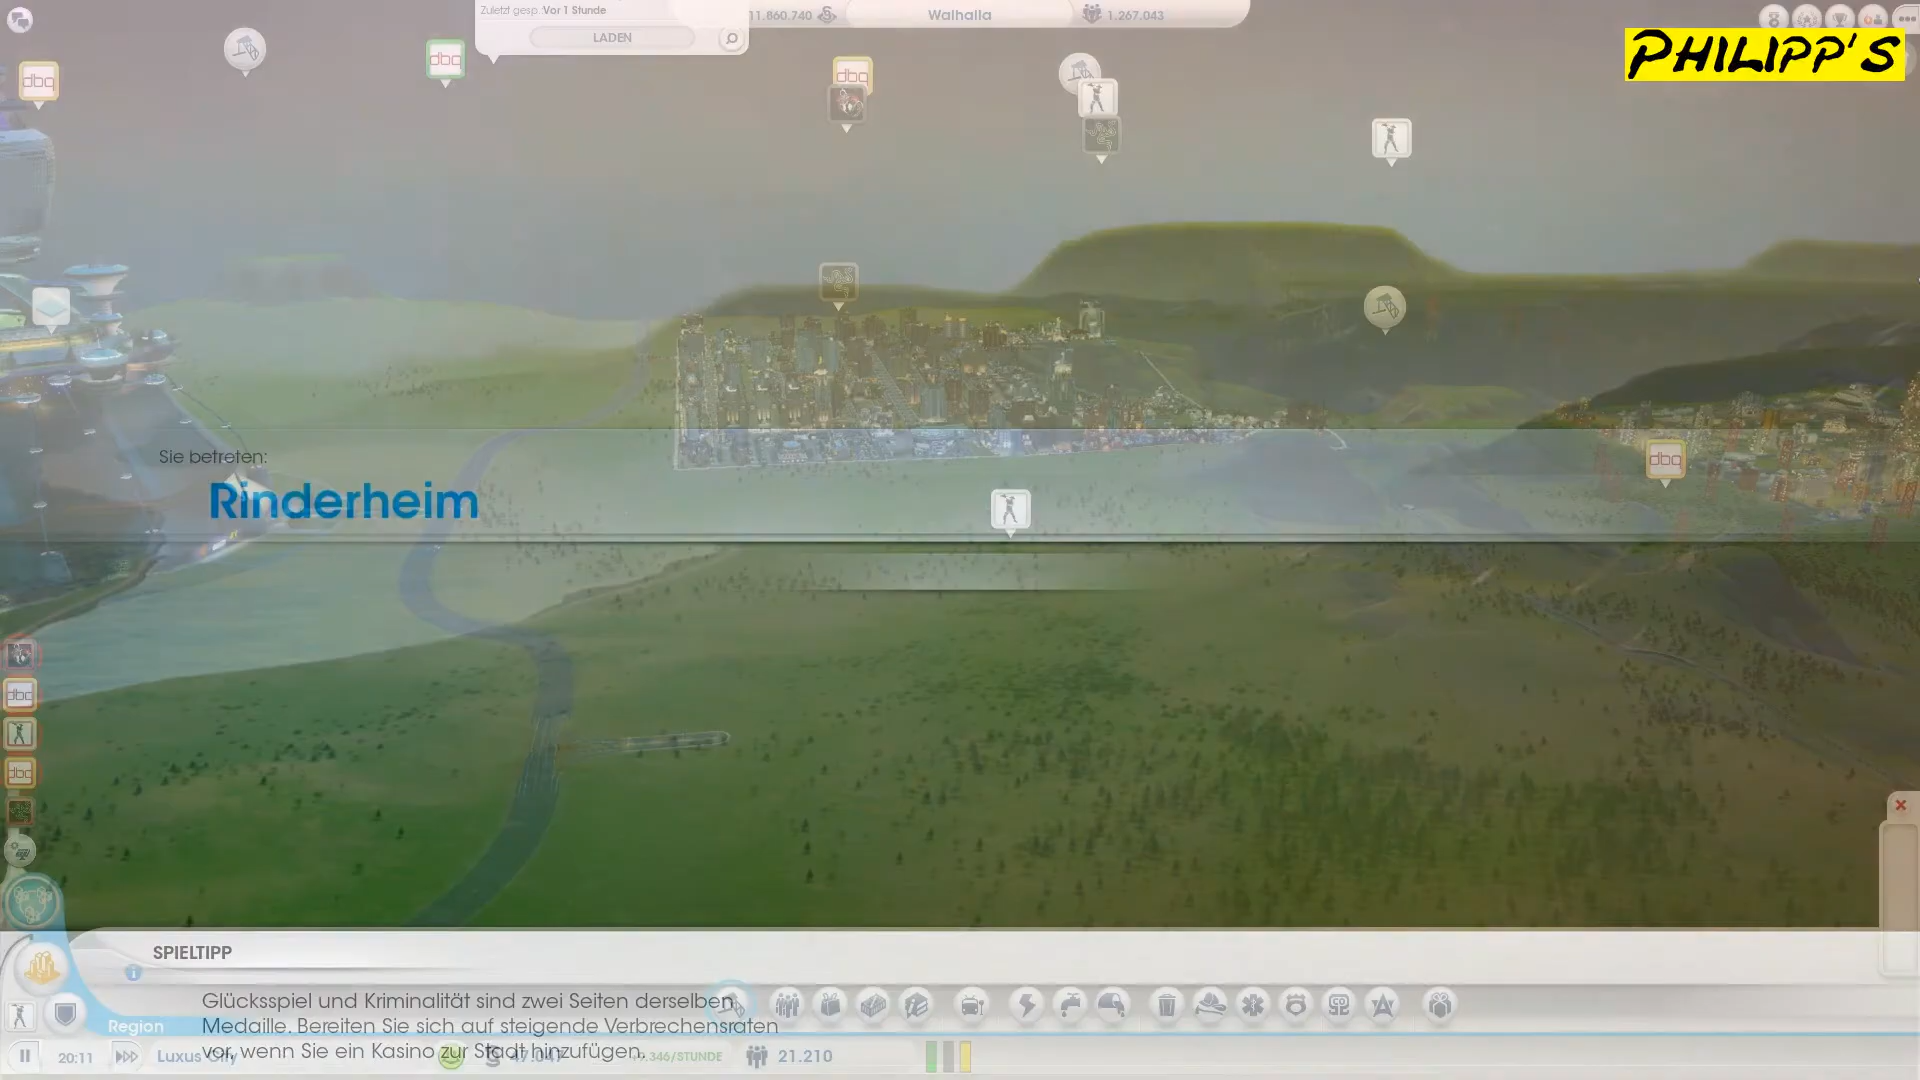 Zuletzt gesp.:Vor 1 Stunde
LADEN
11.860.740
Walhalla
1.267.043
PHILIPP'S
dbq
dbq
dbq
Sie betreten:
Rinderheim
dbq
dbq
dbq
SPIELTIPP
Glücksspiel und Kriminalität sind zwei Seiten derselben
Medaille. Bereiten Sie sich auf steigende Verbrechensraten
vor, wenn Sie ein Kasino zur Stadt hinzufügen.
Region
20:11
Luxus City
.346/STUNDE
21.210